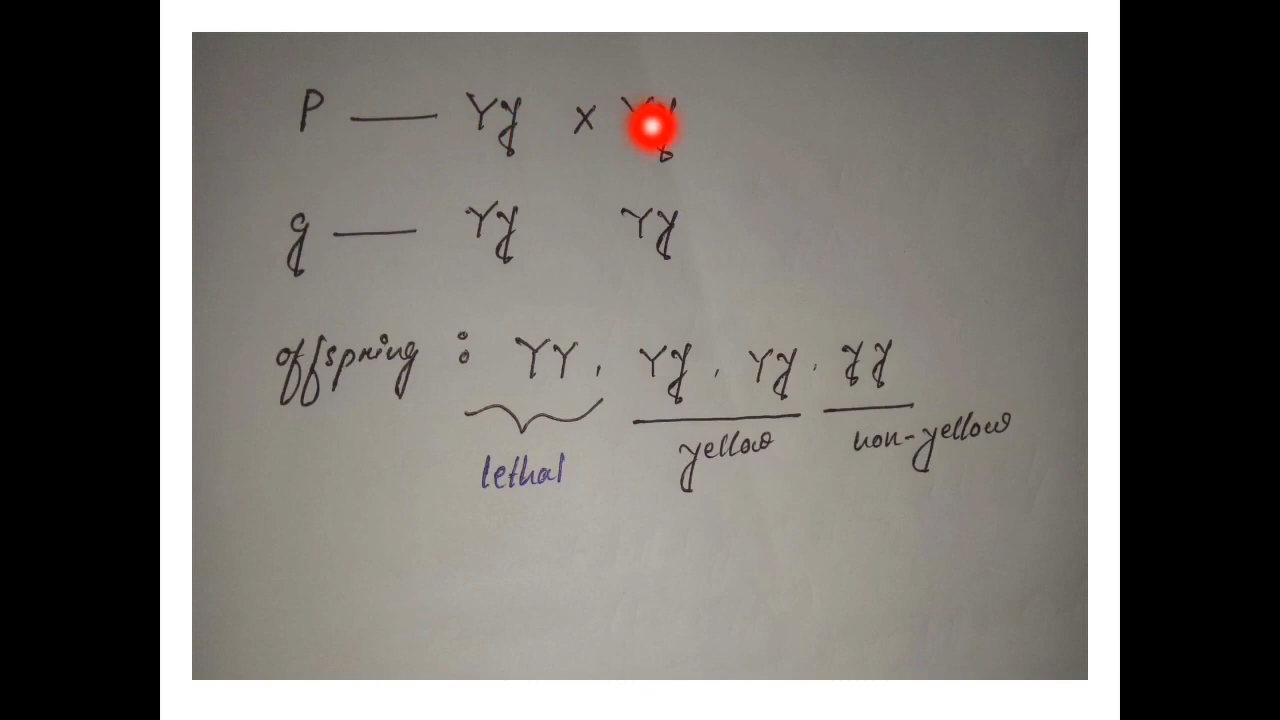 P — Yy × Yy
g — Yy Yy
offspring : YY, Yy, Yy, yy
lethal yellow non-yellow